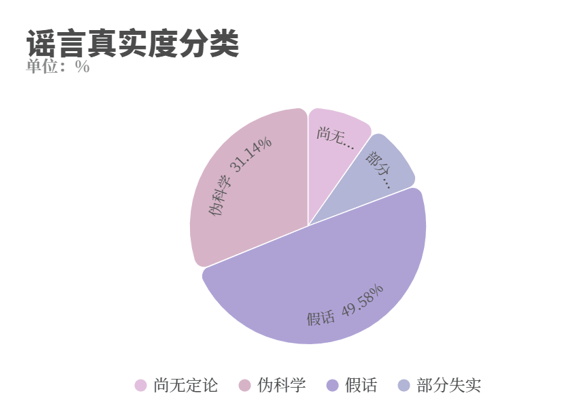 谣言真实度分类
单位：%
尚无…
部分…
伪科学 31.14%
假话 49.58%
尚无定论 伪科学 假话 部分失实